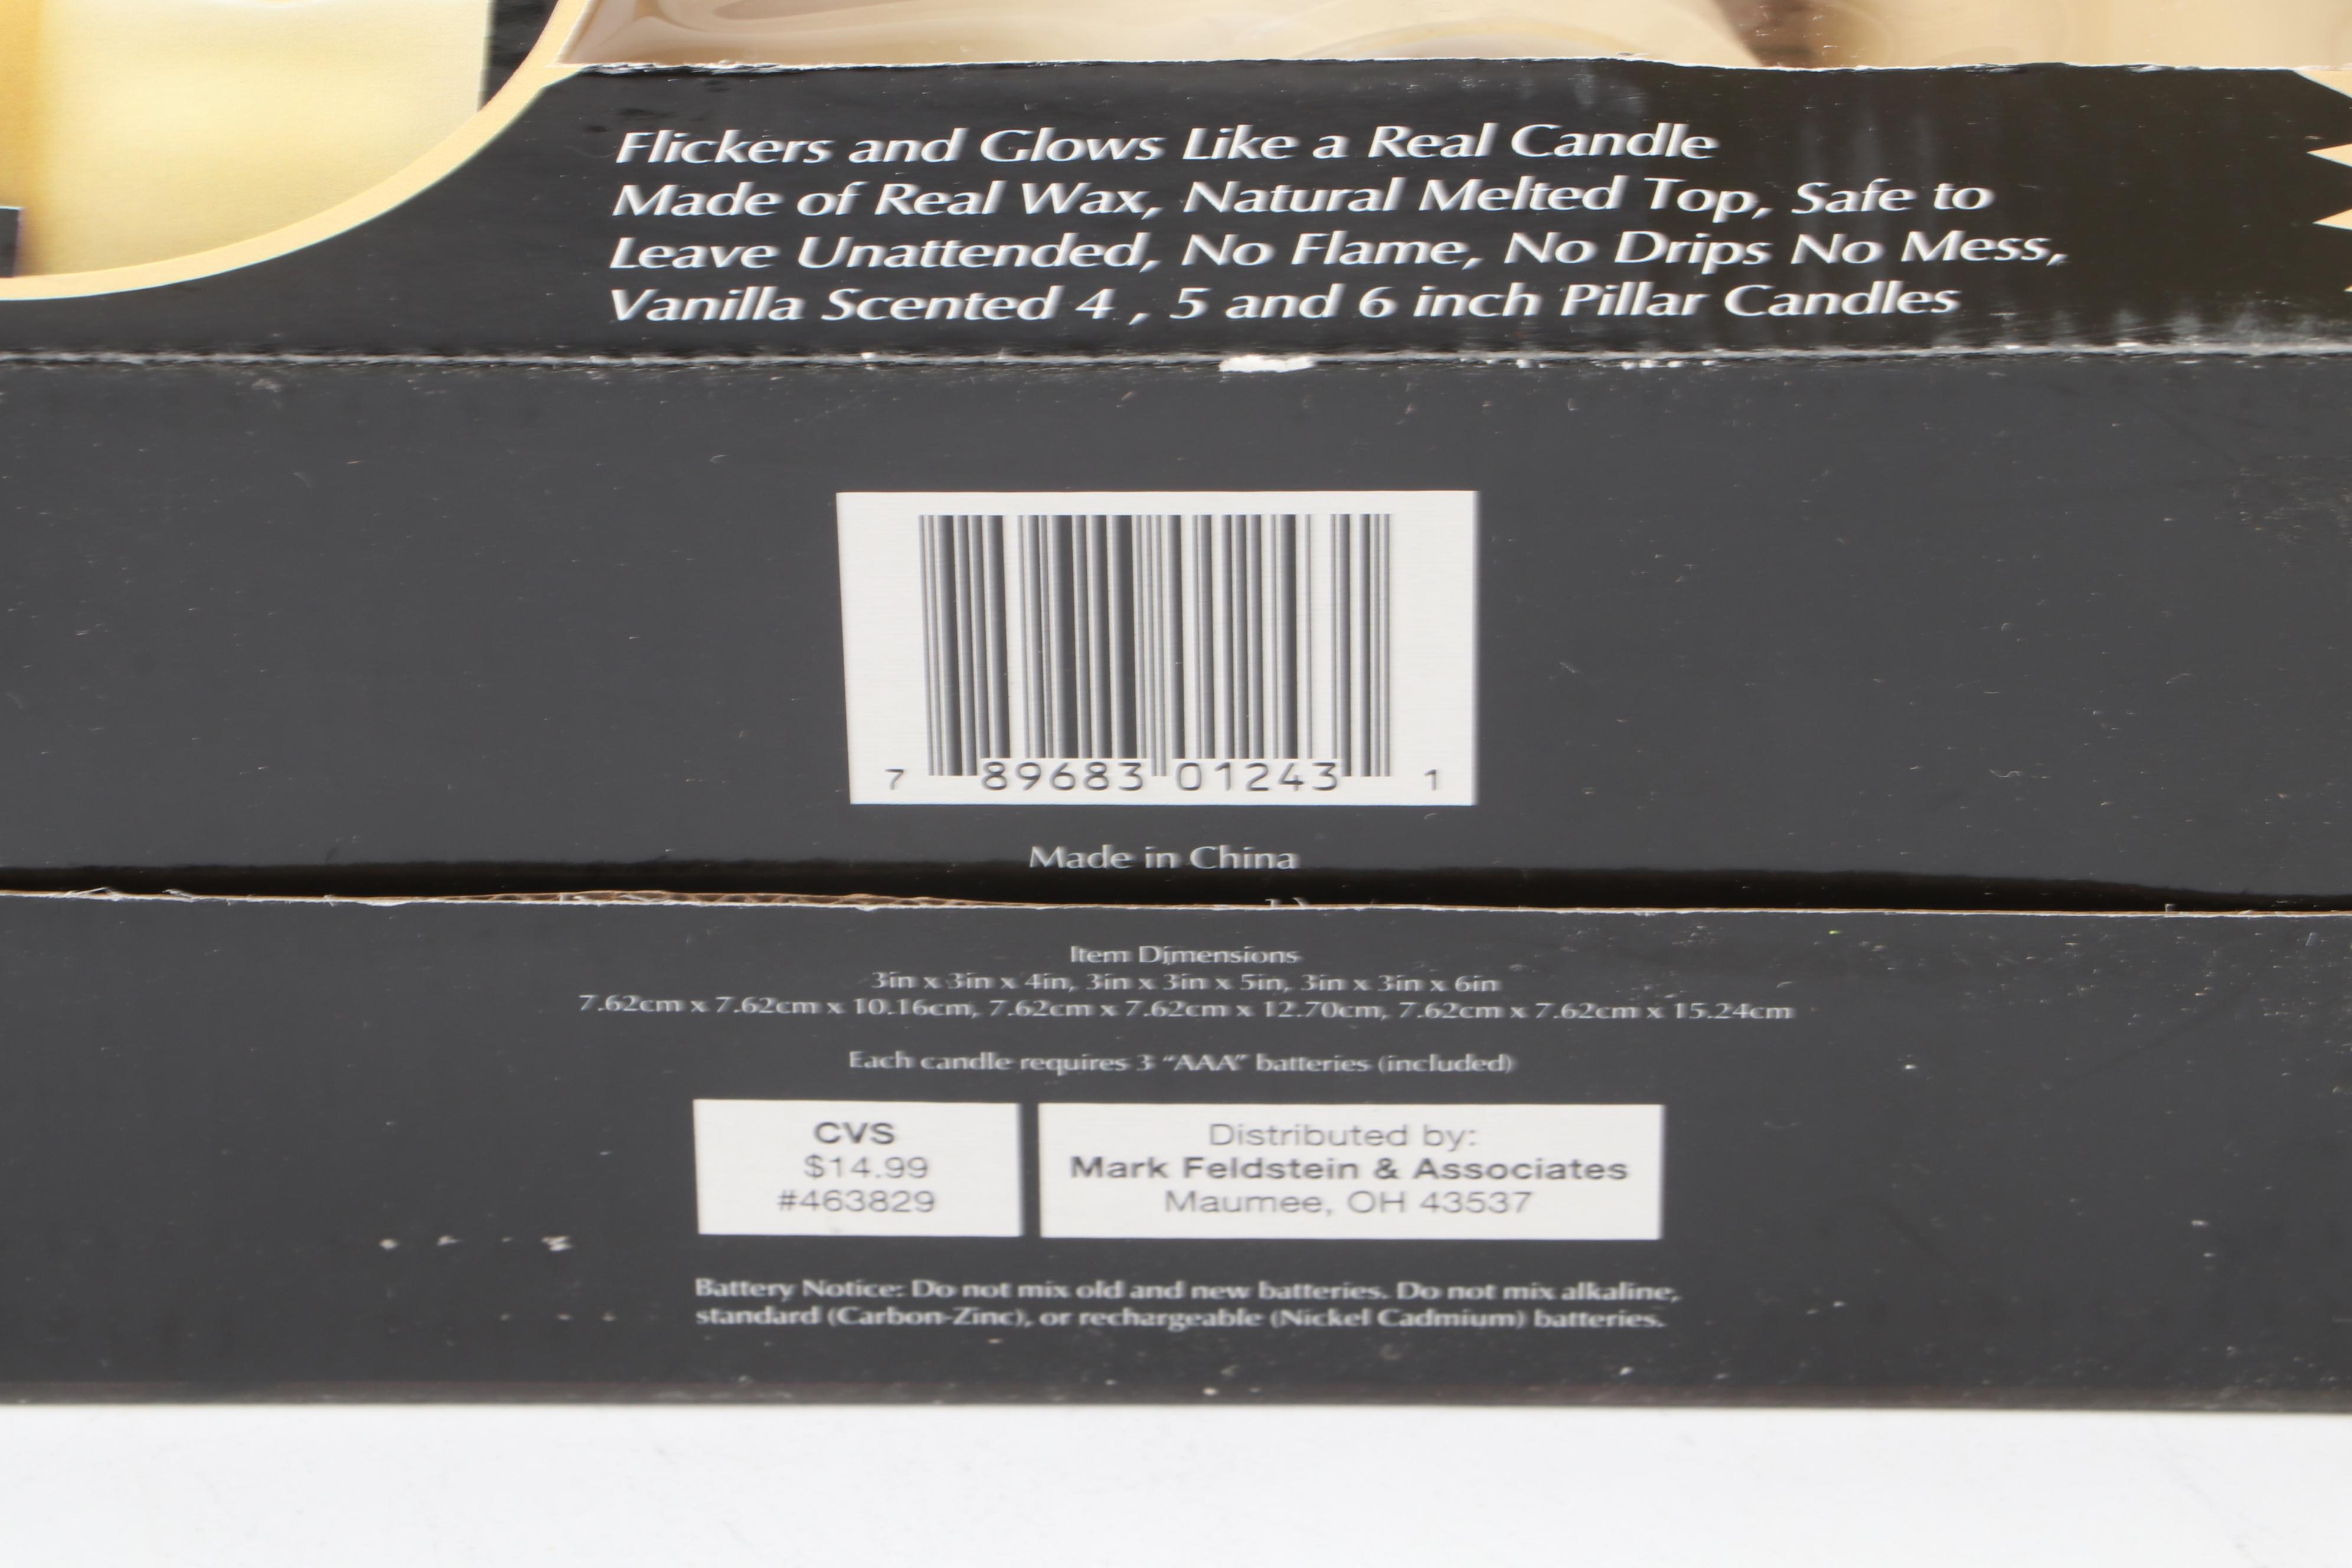 Flickers and Glows Like a Real Candle
Made of Real Wax, Natural Melted Top, Safe to
Leave Unattended, No Flame, No Drips No Mess,
Vanilla Scented 4 , 5 and 6 inch Pillar Candles
7 89683 01243 1
Made in China
Item Dimensions
3in x 3in x 4in, 3in x 3in x 5in, 3in x 3in x 6in
7.62cm x 7.62cm x 10.16cm, 7.62cm x 7.62cm x 12.70cm, 7.62cm x 7.62cm x 15.24cm
Each candle requires 3 “AAA” batteries (included)
CVS
$14.99
#463829
Distributed by:
Mark Feldstein & Associates
Maumee, OH 43537
Battery Notice: Do not mix old and new batteries. Do not mix alkaline,
standard (Carbon-Zinc), or rechargeable (Nickel Cadmium) batteries.